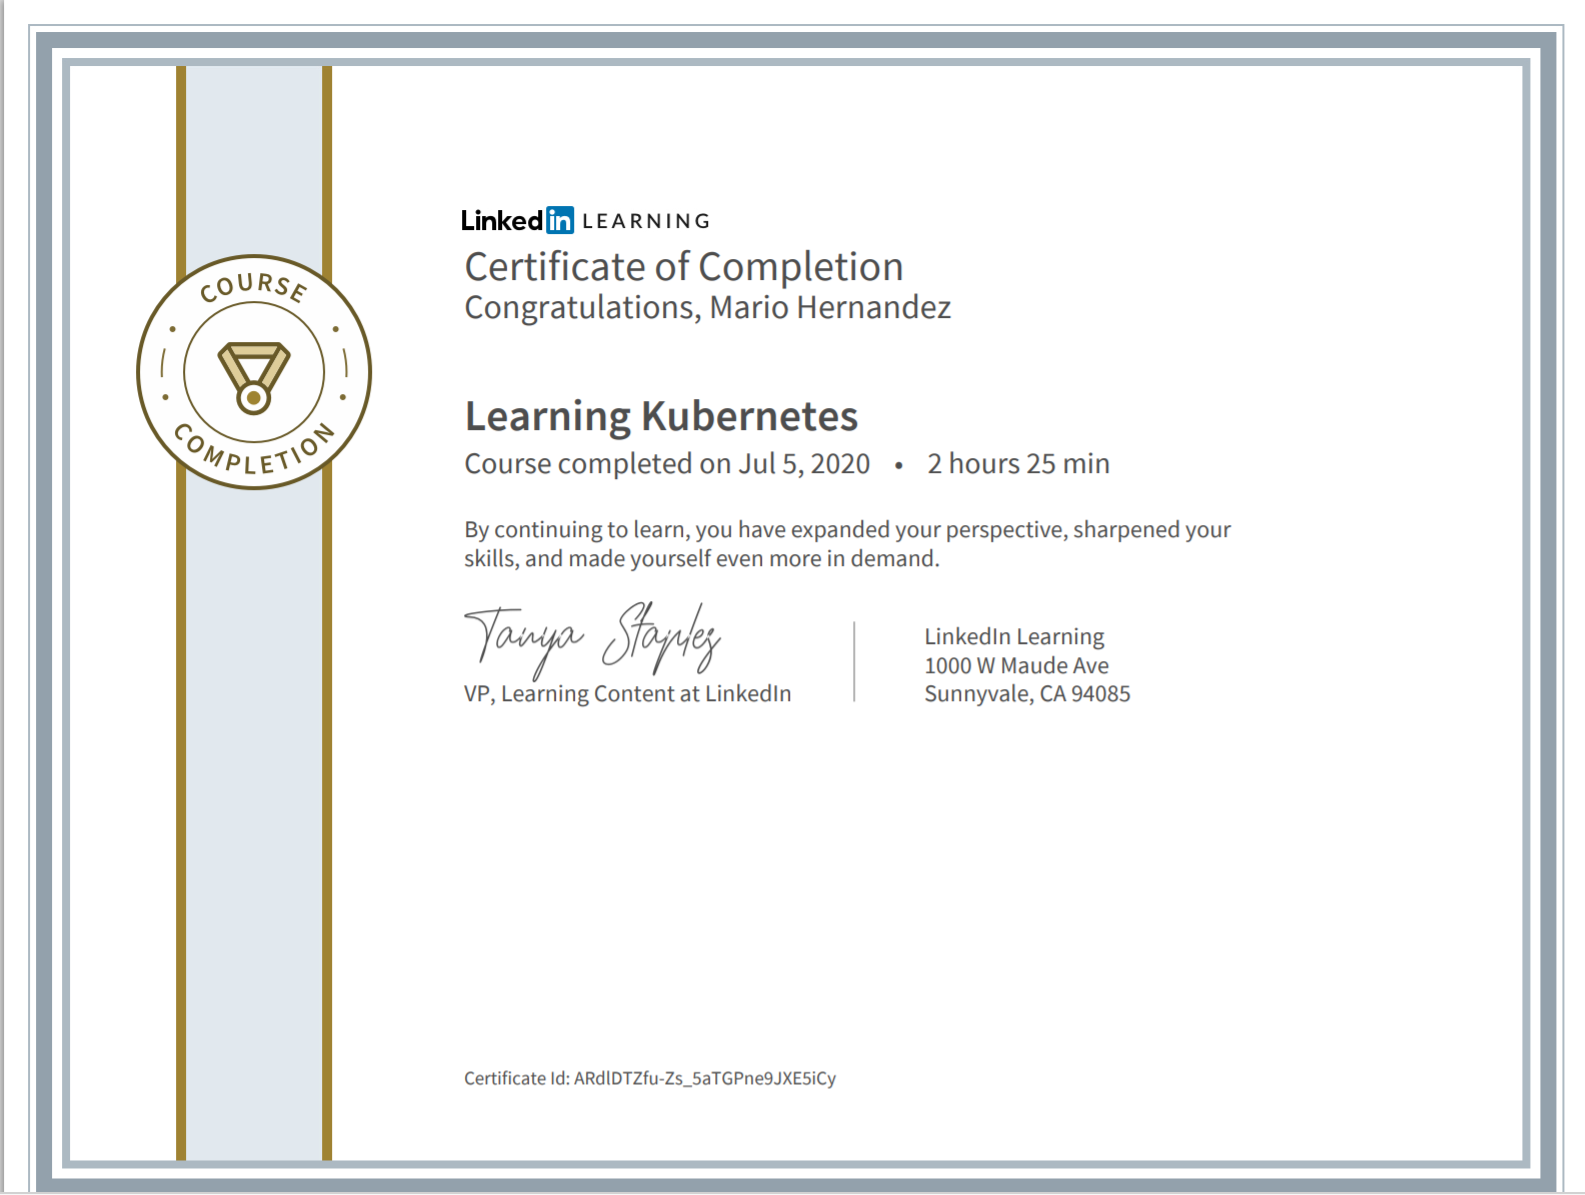 COURSE
COMPLETION
Linked in LEARNING
Certificate of Completion
Congratulations, Mario Hernandez
Learning Kubernetes
Course completed on Jul 5, 2020 • 2 hours 25 min
By continuing to learn, you have expanded your perspective, sharpened your
skills, and made yourself even more in demand.
Tanya Staples
VP, Learning Content at LinkedIn
LinkedIn Learning
1000 W Maude Ave
Sunnyvale, CA 94085
Certificate Id: ARdlDTZfu-Zs_5aTGPne9JXE5iCy